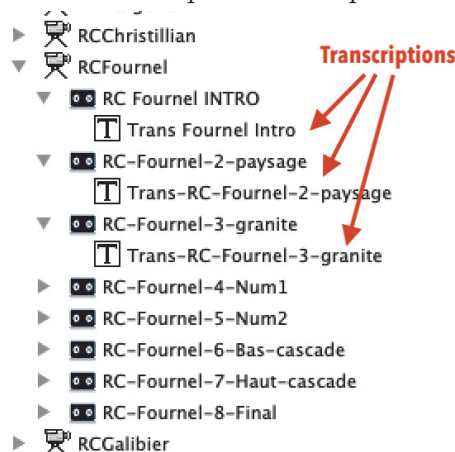 RCChristillian
RCFournel
Transcriptions
RC Fournel INTRO
T Trans Fournel Intro
RC-Fournel-2-paysage
T Trans-RC-Fournel-2-paysage
RC-Fournel-3-granite
T Trans-RC-Fournel-3-granite
RC-Fournel-4-Num1
RC-Fournel-5-Num2
RC-Fournel-6-Bas-cascade
RC-Fournel-7-Haut-cascade
RC-Fournel-8-Final
RCGalibier